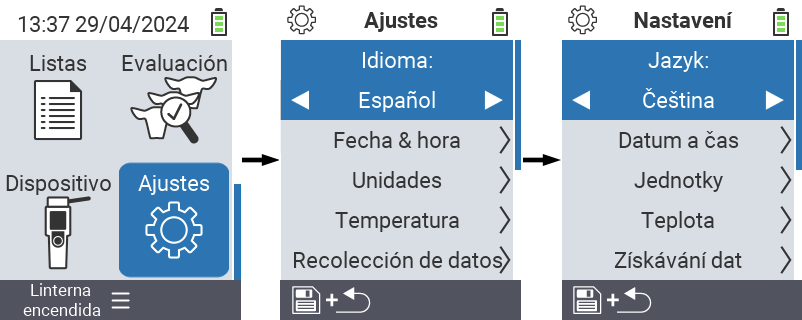 13:37 29/04/2024
Listas
Evaluación
Dispositivo
Ajustes
Linterna
encendida
Ajustes
Idioma:
Español
Fecha & hora
Unidades
Temperatura
Recolección de datos
+
Nastavení
Jazyk:
Čeština
Datum a čas
Jednotky
Teplota
Získávání dat
+